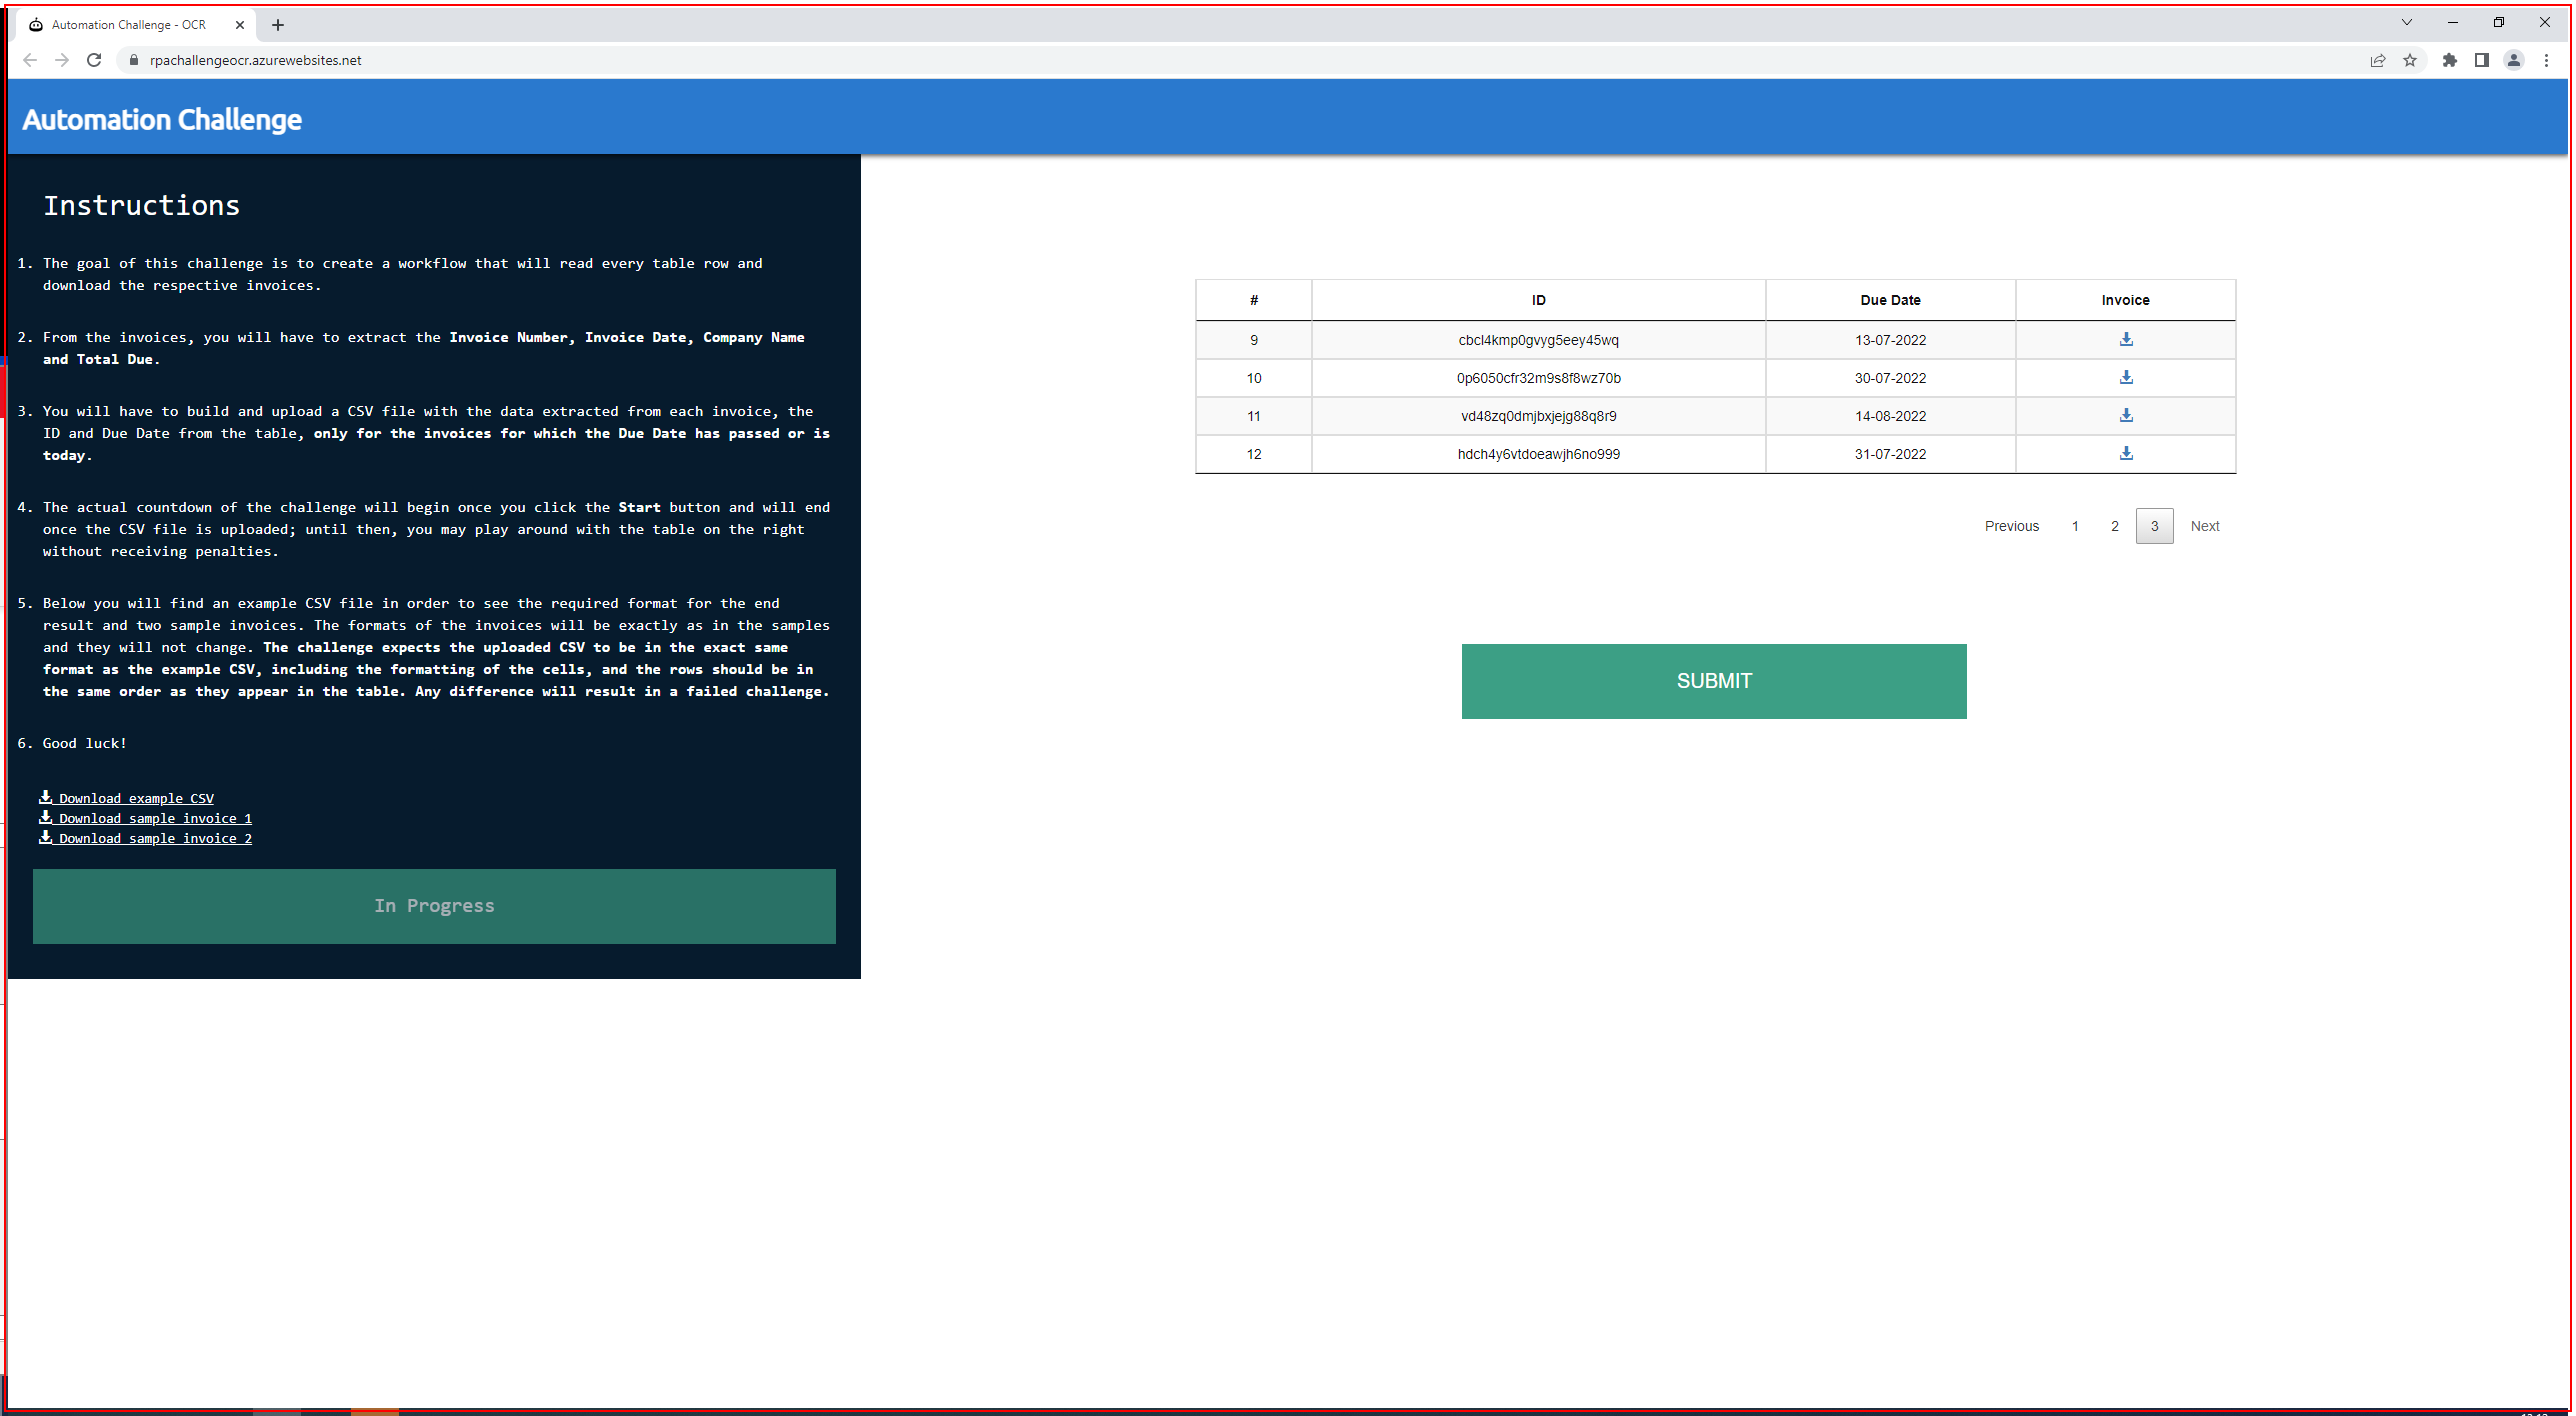 Automation Challenge - OCR
rpachallengeocr.azurewebsites.net
Automation Challenge
Instructions
1. The goal of this challenge is to create a workflow that will read every table row and
download the respective invoices.
2. From the invoices, you will have to extract the Invoice Number, Invoice Date, Company Name
and Total Due.
3. You will have to build and upload a CSV file with the data extracted from each invoice, the
ID and Due Date from the table, only for the invoices for which the Due Date has passed or is
today.
4. The actual countdown of the challenge will begin once you click the Start button and will end
once the CSV file is uploaded; until then, you may play around with the table on the right
without receiving penalties.
5. Below you will find an example CSV file in order to see the required format for the end
result and two sample invoices. The formats of the invoices will be exactly as in the samples
and they will not change. The challenge expects the uploaded CSV to be in the exact same
format as the example CSV, including the formatting of the cells, and the rows should be in
the same order as they appear in the table. Any difference will result in a failed challenge.
6. Good luck!
Download example CSV
Download sample invoice 1
Download sample invoice 2
In Progress
# ID Due Date Invoice
9 cbcl4kmp0gvyg5eey45wq 13-07-2022
10 0p6050cfr32m9s8f8wz70b 30-07-2022
11 vd48zq0dmjbxjejg88q8r9 14-08-2022
12 hdch4y6vtdoeawjh6no999 31-07-2022
Previous 1 2 3 Next
SUBMIT